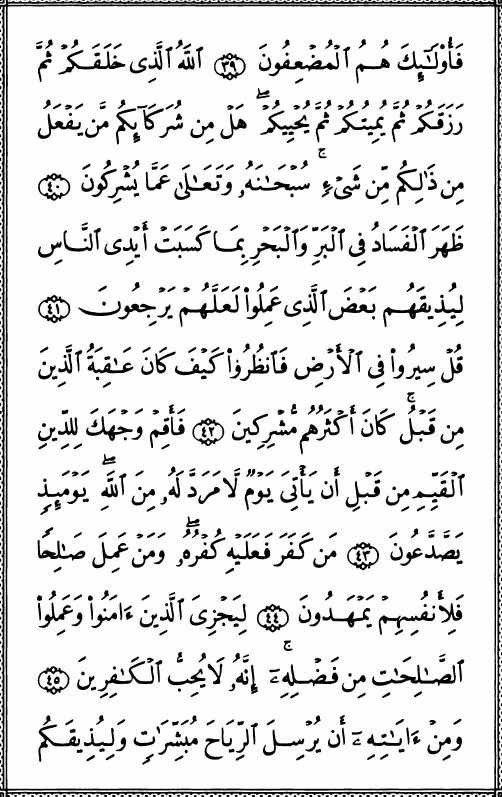 فَأُو۟لَـٰٓئِكَ هُمُ ٱلْمُضْعِفُونَ ٣٩ ٱللَّهُ ٱلَّذِى خَلَقَكُمْ ثُمَّ
رَزَقَكُمْ ثُمَّ يُمِيتُكُمْ ثُمَّ يُحْيِيكُمْ ۖ هَلْ مِن شُرَكَآئِكُم مَّن يَفْعَلُ
مِن ذَٰلِكُم مِّن شَىْءٍ ۚ سُبْحَـٰنَهُۥ وَتَعَـٰلَىٰ عَمَّا يُشْرِكُونَ ٤٠
ظَهَرَ ٱلْفَسَادُ فِى ٱلْبَرِّ وَٱلْبَحْرِ بِمَا كَسَبَتْ أَيْدِى ٱلنَّاسِ
لِيُذِيقَهُم بَعْضَ ٱلَّذِى عَمِلُوا۟ لَعَلَّهُمْ يَرْجِعُونَ ٤١
قُلْ سِيرُوا۟ فِى ٱلْأَرْضِ فَٱنظُرُوا۟ كَيْفَ كَانَ عَـٰقِبَةُ ٱلَّذِينَ
مِن قَبْلُ ۚ كَانَ أَكْثَرُهُم مُّشْرِكِينَ ٤٢ فَأَقِمْ وَجْهَكَ لِلدِّينِ
ٱلْقَيِّمِ مِن قَبْلِ أَن يَأْتِىَ يَوْمٌ لَّا مَرَدَّ لَهُۥ مِنَ ٱللَّهِ ۖ يَوْمَئِذٍ
يَصَّدَّعُونَ ٤٣ مَن كَفَرَ فَعَلَيْهِ كُفْرُهُۥ ۖ وَمَنْ عَمِلَ صَـٰلِحًا
فَلِأَنفُسِهِمْ يَمْهَدُونَ ٤٤ لِيَجْزِىَ ٱلَّذِينَ ءَامَنُوا۟ وَعَمِلُوا۟
ٱلصَّـٰلِحَـٰتِ مِن فَضْلِهِۦٓ ۚ إِنَّهُۥ لَا يُحِبُّ ٱلْكَـٰفِرِينَ ٤٥
وَمِنْ ءَايَـٰتِهِۦٓ أَن يُرْسِلَ ٱلرِّيَاحَ مُبَشِّرَٰتٍ وَلِيُذِيقَكُم